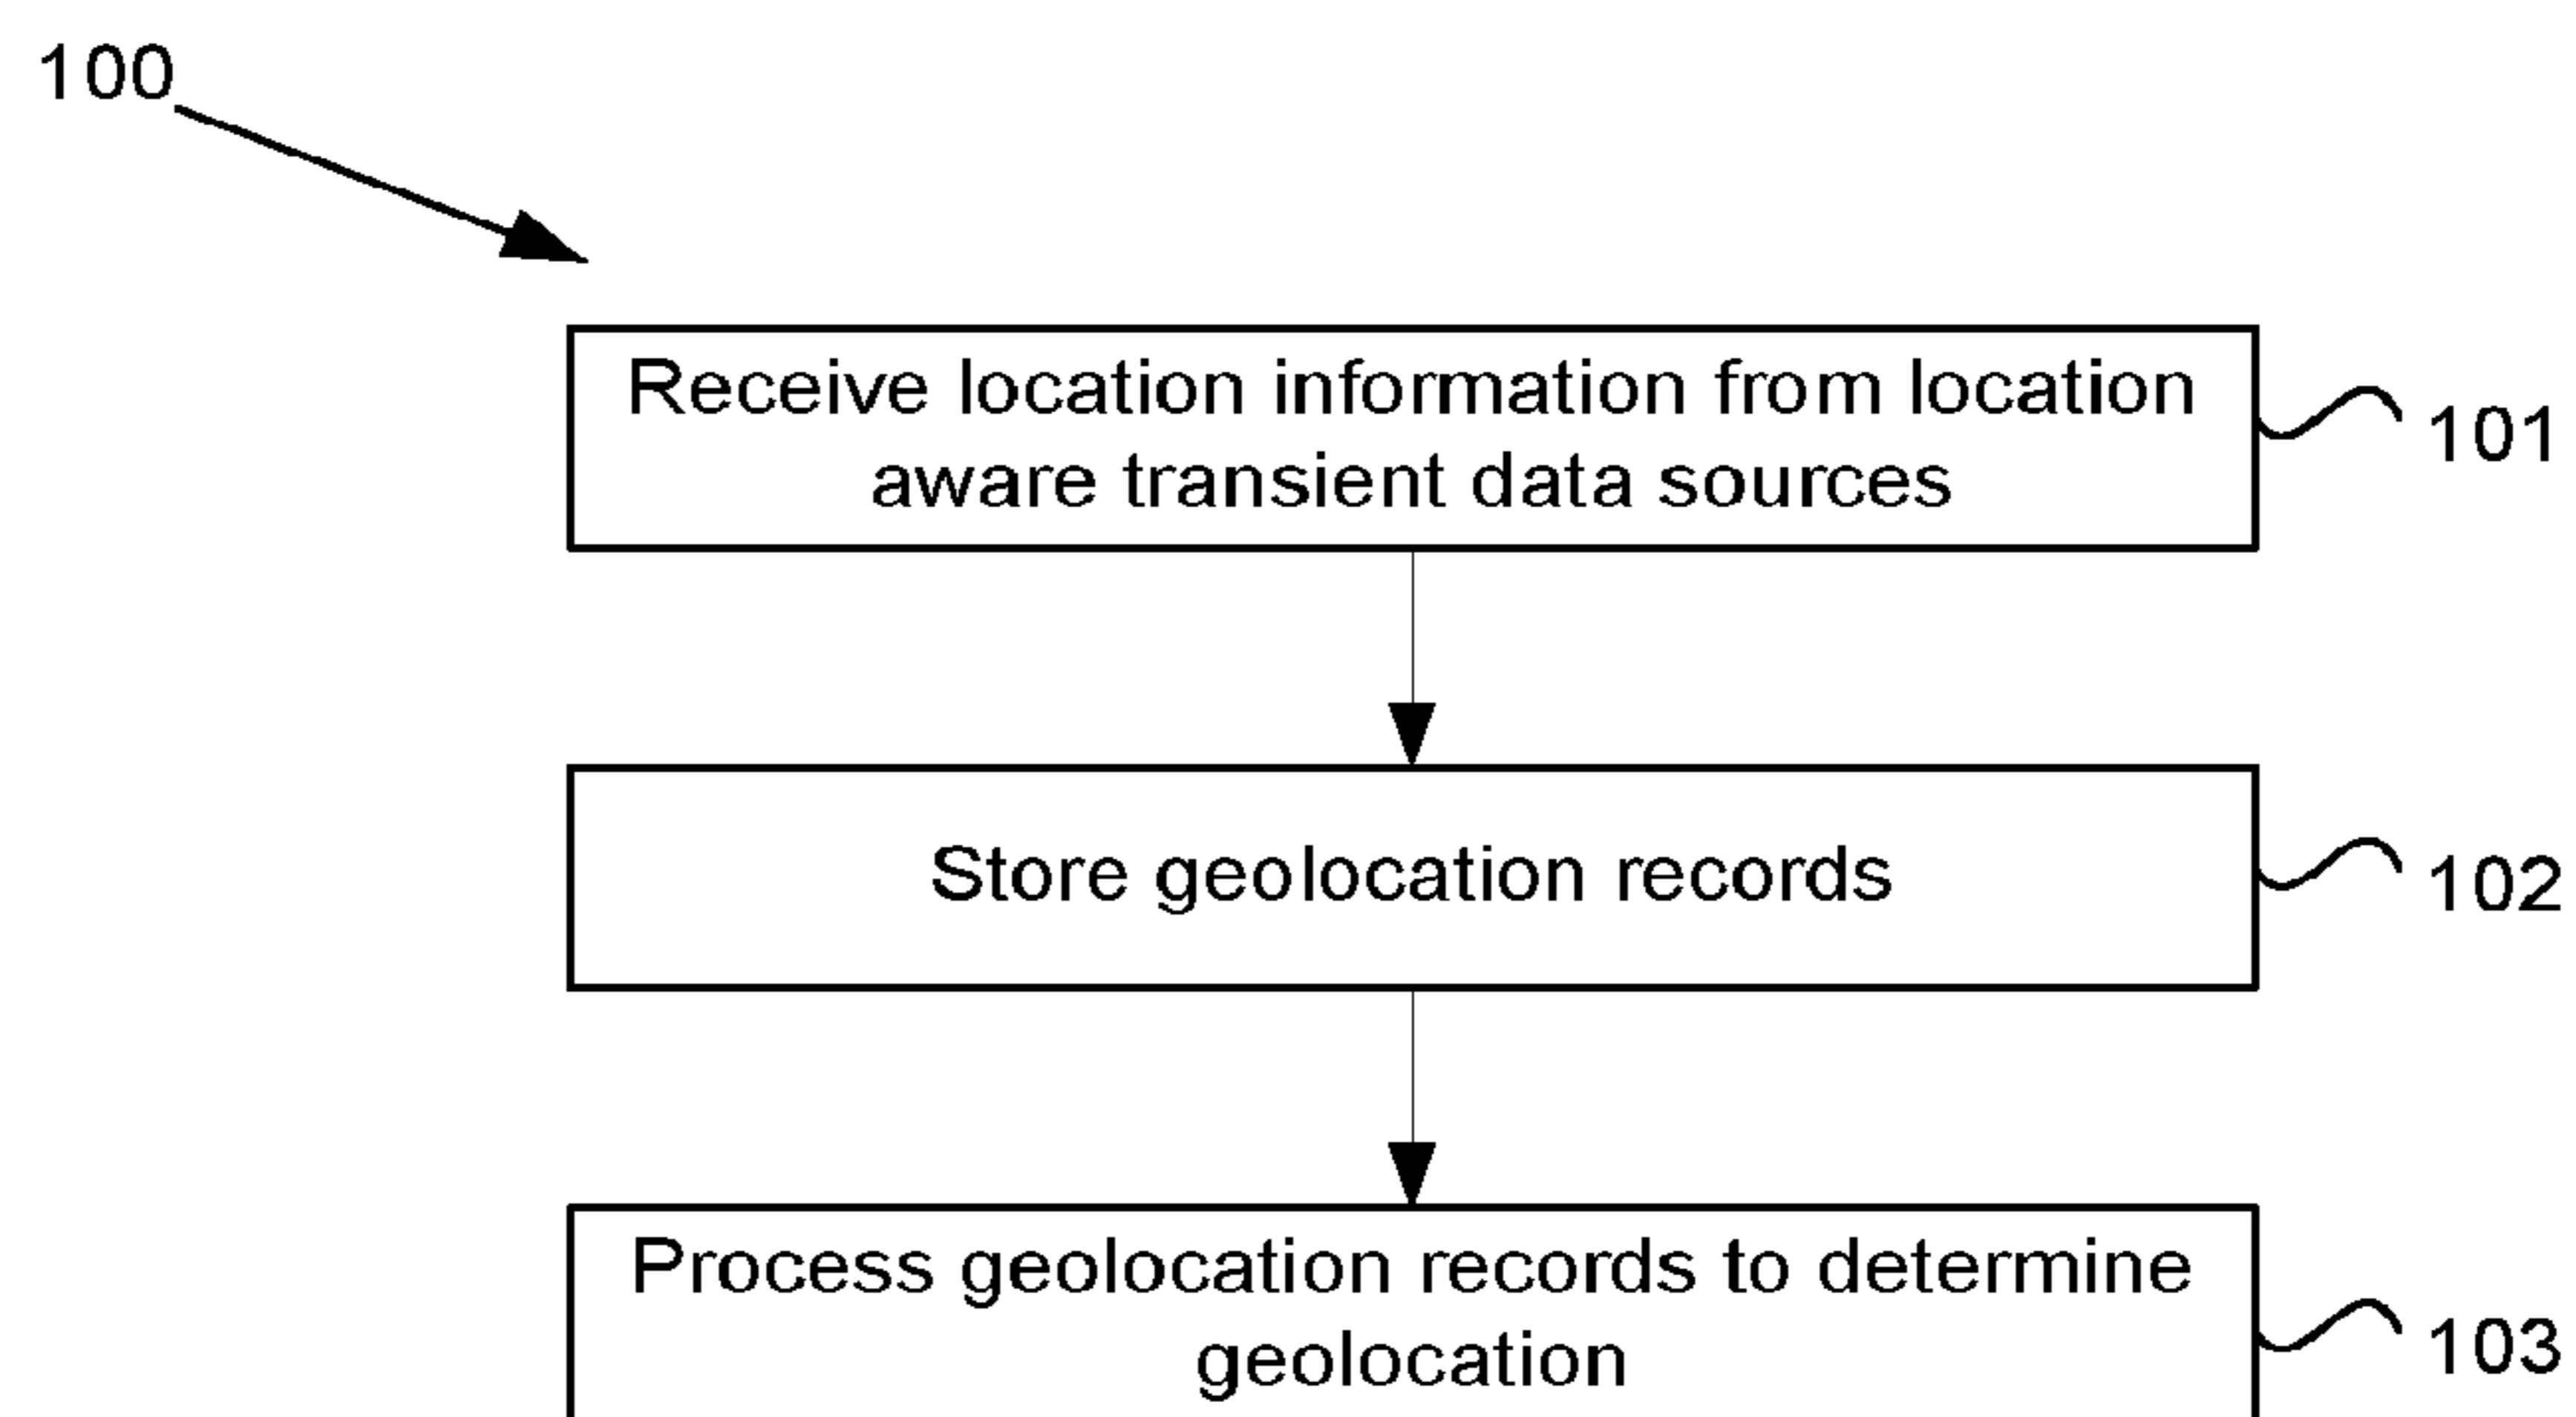 100
Receive location information from location
aware transient data sources
101
Store geolocation records
102
Process geolocation records to determine
geolocation
103